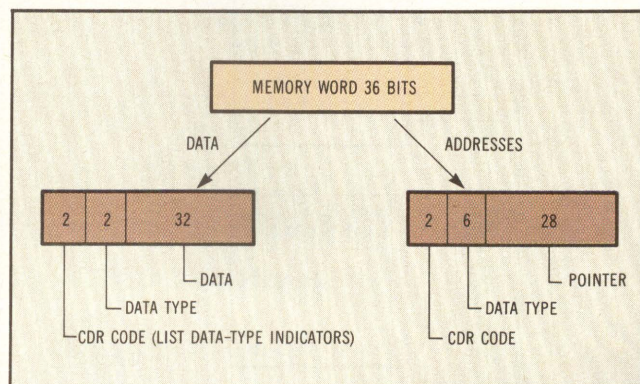 MEMORY WORD 36 BITS
DATA
ADDRESSES
2 2 32
2 6 28
DATA
DATA TYPE
CDR CODE (LIST DATA-TYPE INDICATORS)
POINTER
DATA TYPE
CDR CODE